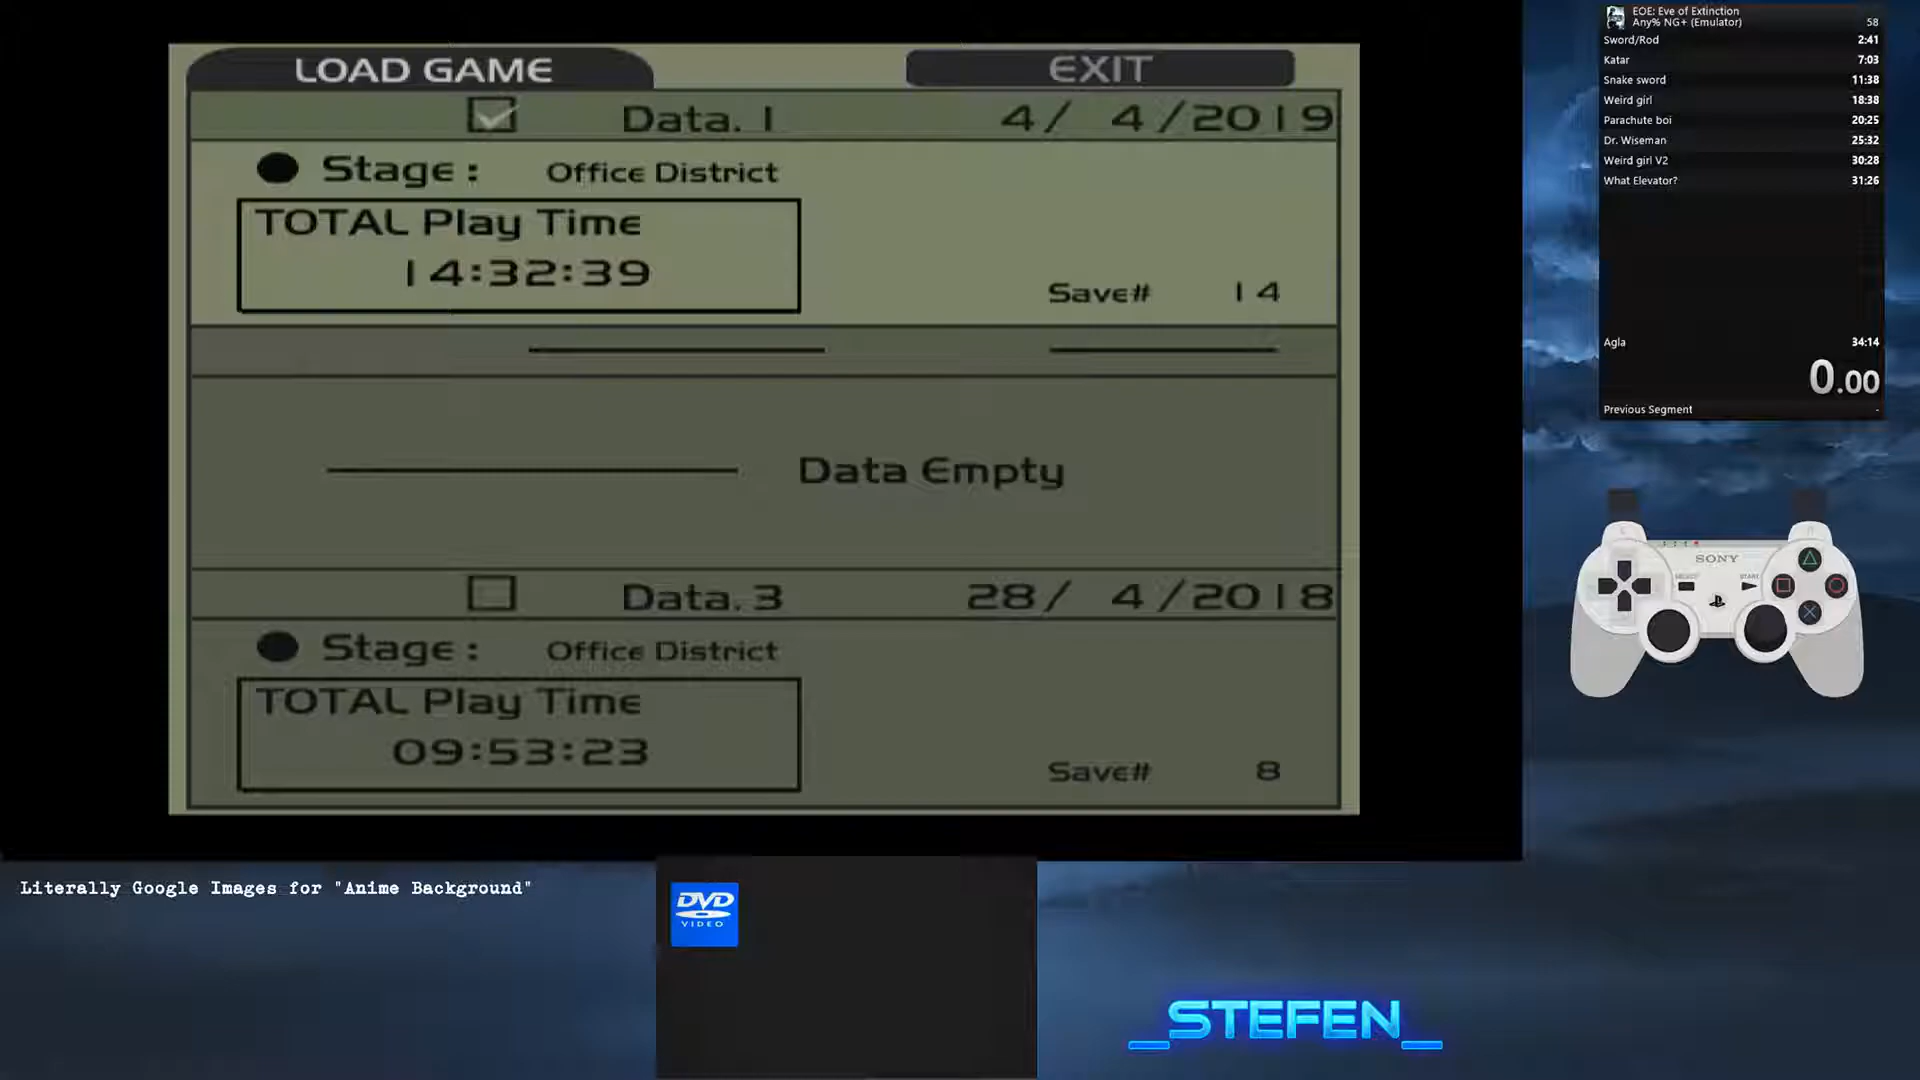 LOAD GAME EXIT
Data. 1 4/ 4/2019
Stage : Office District
TOTAL Play Time
14:32:39
Save# 14
Data Empty
Data. 3 28/ 4/2018
Stage : Office District
TOTAL Play Time
09:53:23
Save# 8
EOE: Eve of Extinction
Any% NG+ (Emulator) 58
Sword/Rod 2:41
Katar 7:03
Snake sword 11:38
Weird girl 18:38
Parachute boi 20:25
Dr. Wiseman 25:32
Weird girl V2 30:28
What Elevator? 31:26
Agla 34:14
0.00
Previous Segment -
SONY
SELECT START
Literally Google Images for "Anime Background"
DVD
VIDEO
_STEFEN_